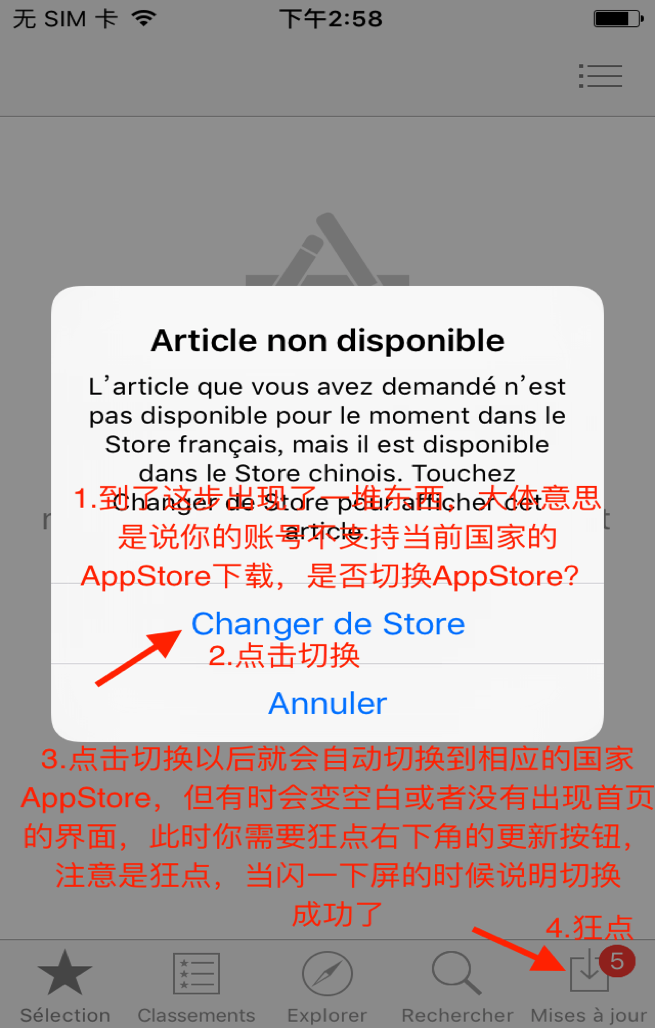 无 SIM 卡
下午2:58
Article non disponible
L’article que vous avez demandé n’est
pas disponible pour le moment dans le
Store français, mais il est disponible
dans le Store chinois. Touchez
Changer de Store pour afficher cet
article.
1.到了这步出现了一堆东西，大体意思
是说你的账号不支持当前国家的
AppStore下载，是否切换AppStore?
Changer de Store
2.点击切换
Annuler
3.点击切换以后就会自动切换到相应的国家
AppStore，但有时会变空白或者没有出现首页
的界面，此时你需要狂点右下角的更新按钮，
注意是狂点，当闪一下屏的时候说明切换
成功了
4.狂点
5
Sélection
Classements
Explorer
Rechercher
Mises à jour